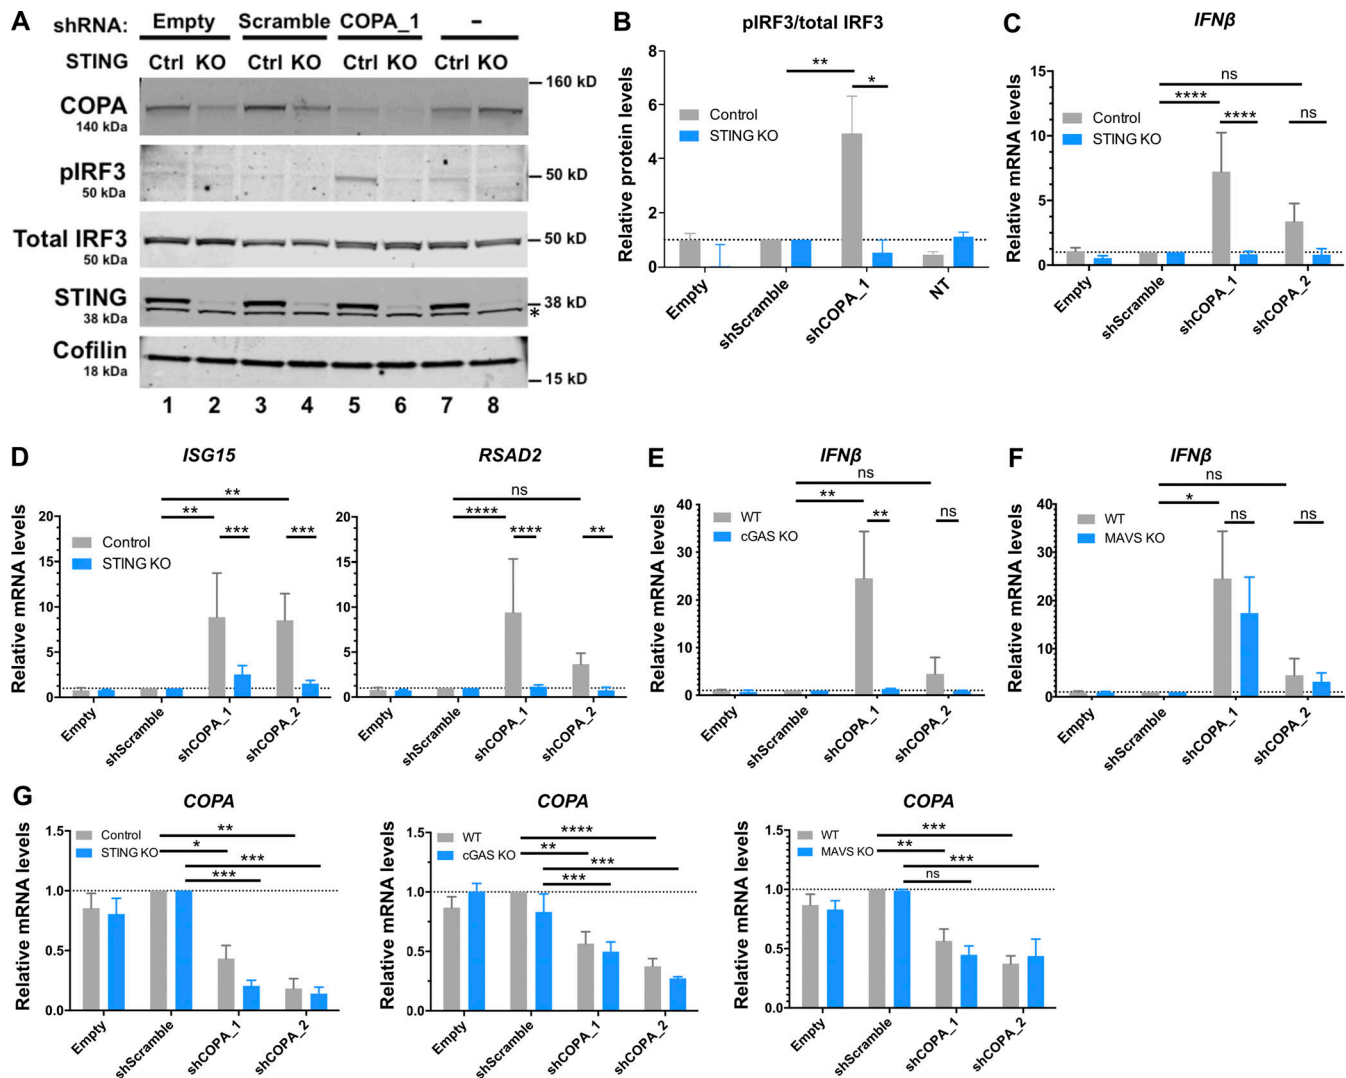 A
shRNA: Empty Scramble COPA_1 –
STING Ctrl KO Ctrl KO Ctrl KO Ctrl KO
160 kD
COPA
140 kDa
pIRF3
50 kDa
50 kD
Total IRF3
50 kDa
50 kD
STING
38 kDa
38 kD
*
Cofilin
18 kDa
15 kD
1 2 3 4 5 6 7 8
B
pIRF3/total IRF3
Relative protein levels
8
6
4
2
0
Control
STING KO
**
*
Empty
shScramble
shCOPA_1
NT
C
IFNβ
Relative mRNA levels
15
10
5
0
Control
STING KO
ns
****
****
ns
Empty
shScramble
shCOPA_1
shCOPA_2
D
ISG15
Relative mRNA levels
20
15
10
5
0
Control
STING KO
**
**
***
***
Empty
shScramble
shCOPA_1
shCOPA_2
RSAD2
20
15
10
5
0
ns
****
****
**
Empty
shScramble
shCOPA_1
shCOPA_2
E
IFNβ
Relative mRNA levels
40
30
20
10
0
WT
cGAS KO
ns
**
**
ns
Empty
shScramble
shCOPA_1
shCOPA_2
F
IFNβ
Relative mRNA levels
40
30
20
10
0
WT
MAVS KO
ns
*
ns
ns
Empty
shScramble
shCOPA_1
shCOPA_2
G
COPA
Relative mRNA levels
1.5
1.0
0.5
0.0
Control
STING KO
**
*
***
***
Empty
shScramble
shCOPA_1
shCOPA_2
COPA
Relative mRNA levels
1.5
1.0
0.5
0.0
WT
cGAS KO
****
**
***
***
Empty
shScramble
shCOPA_1
shCOPA_2
COPA
Relative mRNA levels
1.5
1.0
0.5
0.0
WT
MAVS KO
***
**
***
ns
Empty
shScramble
shCOPA_1
shCOPA_2